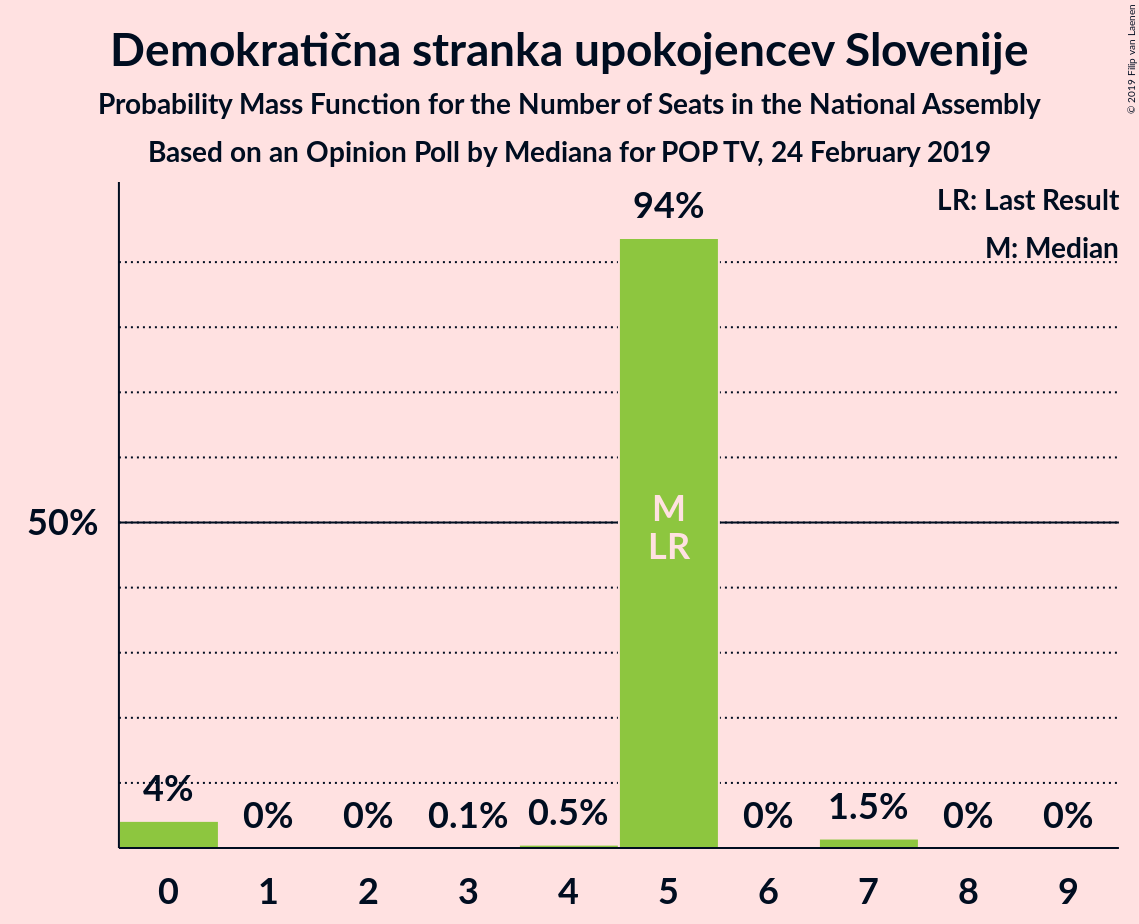 Demokratična stranka upokojencev Slovenije
Probability Mass Function for the Number of Seats in the National Assembly
Based on an Opinion Poll by Mediana for POP TV, 24 February 2019
© 2019 Filip van Laenen
LR: Last Result
M: Median
94%
50%
M
LR
4%
0%
0%
0.1%
0.5%
0%
1.5%
0%
0%
0 1 2 3 4 5 6 7 8 9